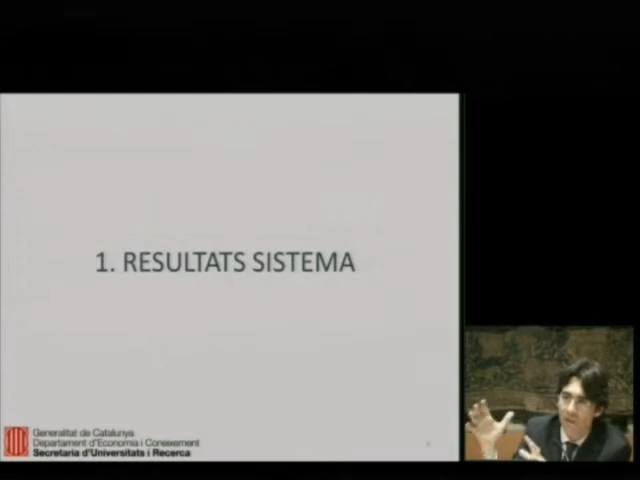 1. RESULTATS SISTEMA
Generalitat de Catalunya
Departament d'Economia i Coneixement
Secretaria d'Universitats i Recerca